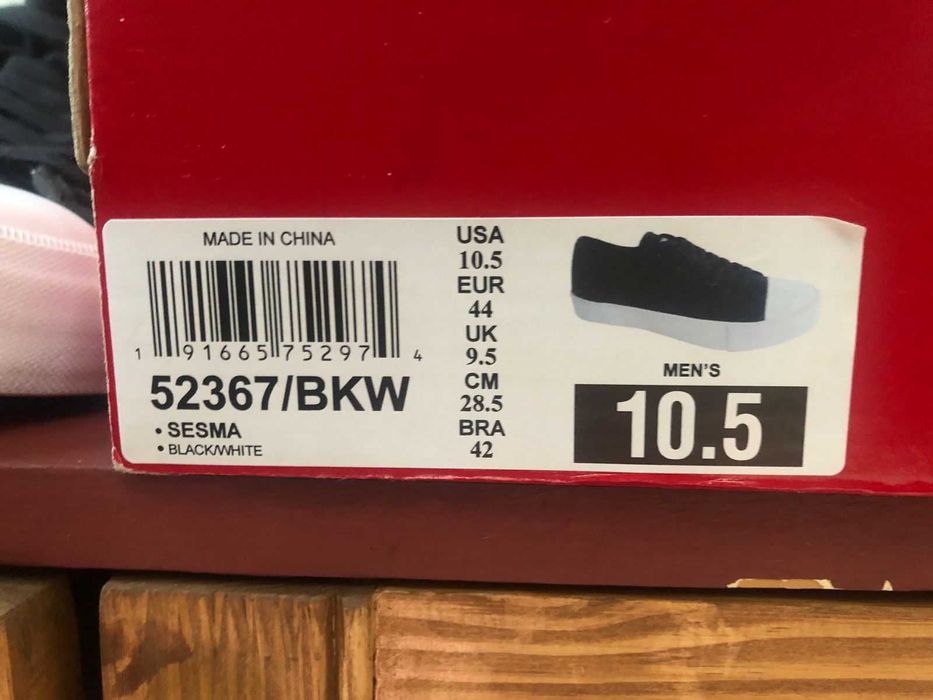 MADE IN CHINA
1 91665 75297 4
52367/BKW
• SESMA
• BLACK/WHITE
USA
10.5
EUR
44
UK
9.5
CM
28.5
BRA
42
MEN'S
10.5